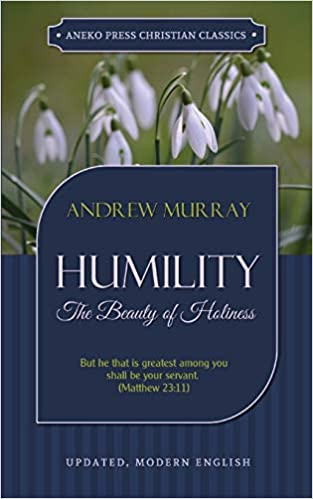 ANEKO PRESS CHRISTIAN CLASSICS
ANDREW MURRAY
HUMILITY
The Beauty of Holiness
But he that is greatest among you
shall be your servant.
(Matthew 23:11)
UPDATED, MODERN ENGLISH